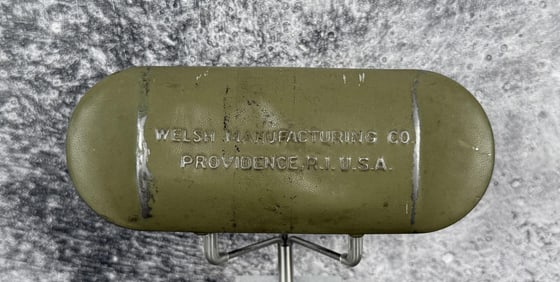 WELSH MANUFACTURING CO.
PROVIDENCE, R.I. U.S.A.